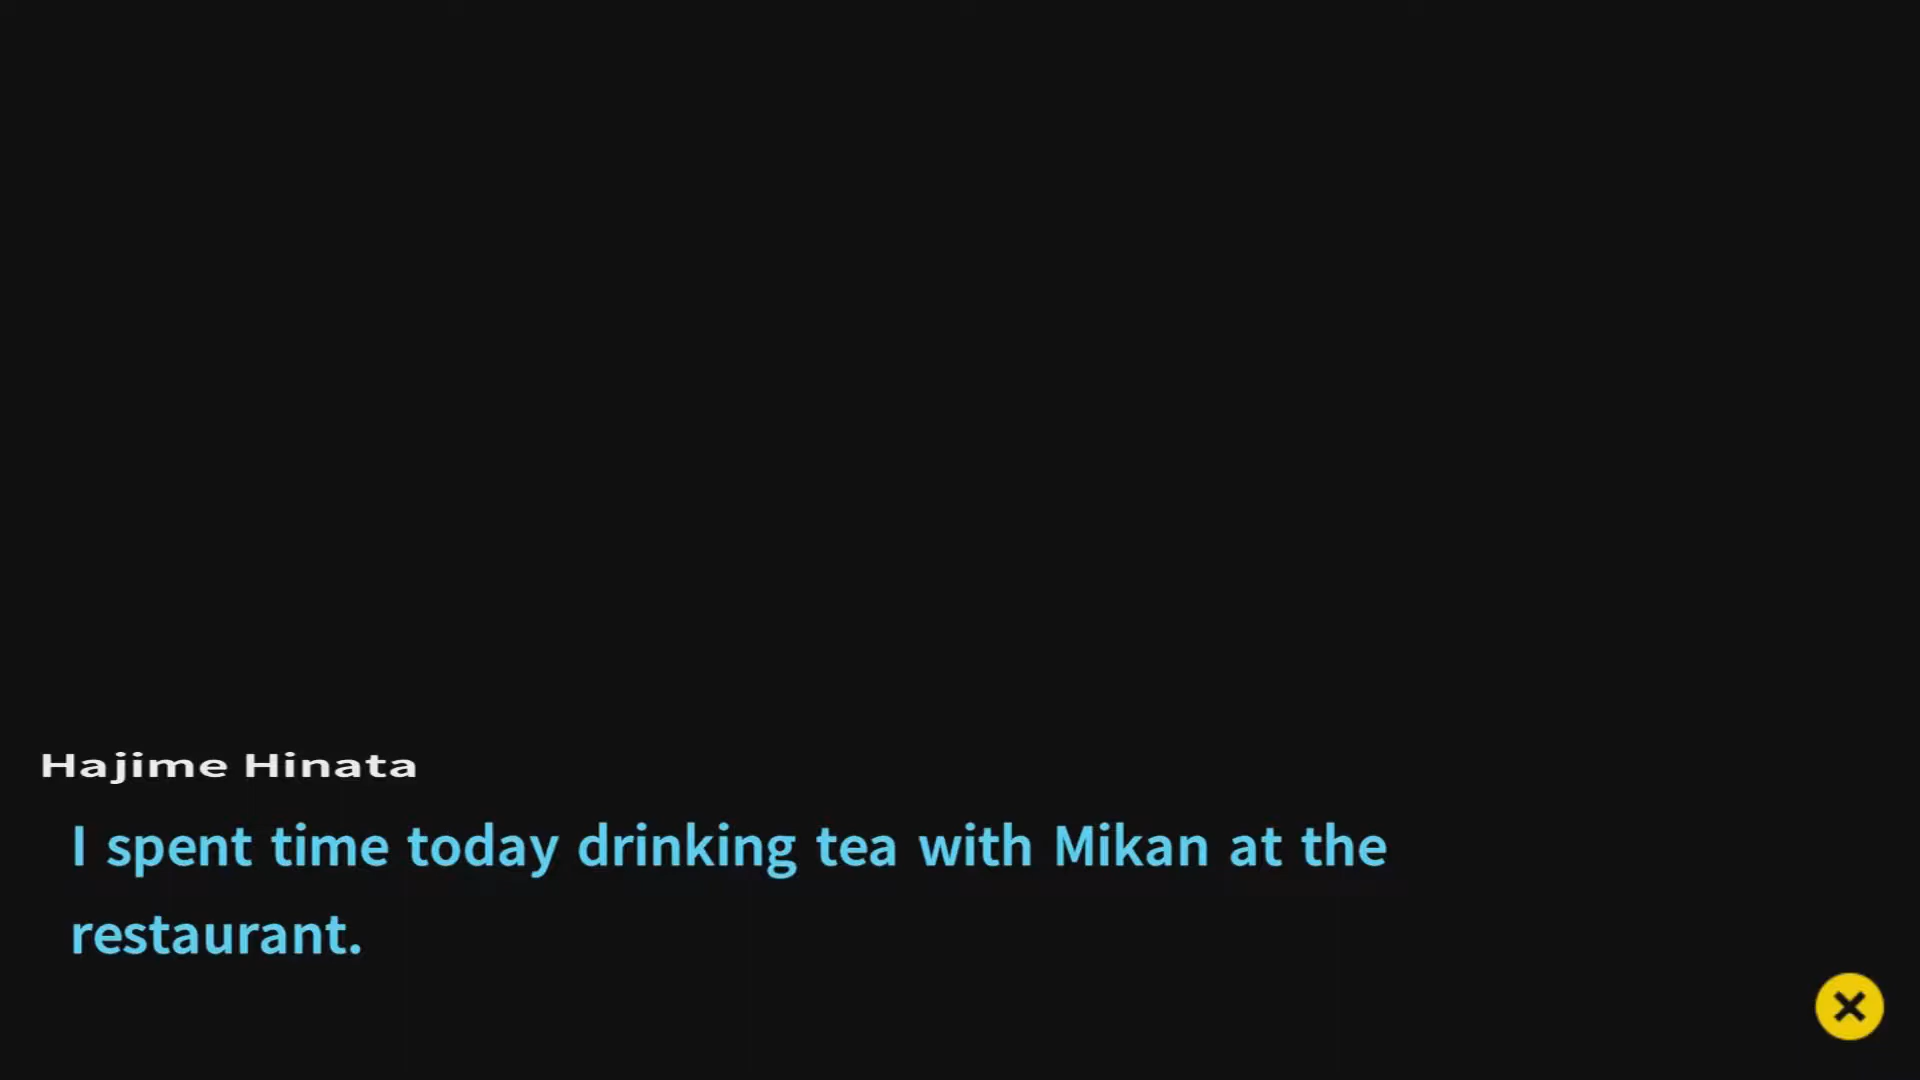 Hajime Hinata
I spent time today drinking tea with Mikan at the
restaurant.